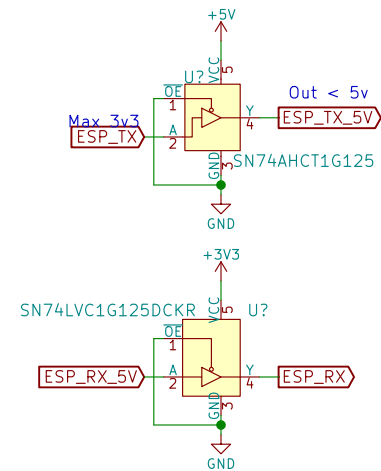 +5V
U?
VCC
5
OE
1
Out < 5v
Max 3v3
ESP_TX
A
2
Y
4
ESP_TX_5V
GND
3
SN74AHCT1G125
GND
+3V3
SN74LVC1G125DCKR
VCC
5
U?
OE
1
ESP_RX_5V
A
2
Y
4
ESP_RX
GND
3
GND